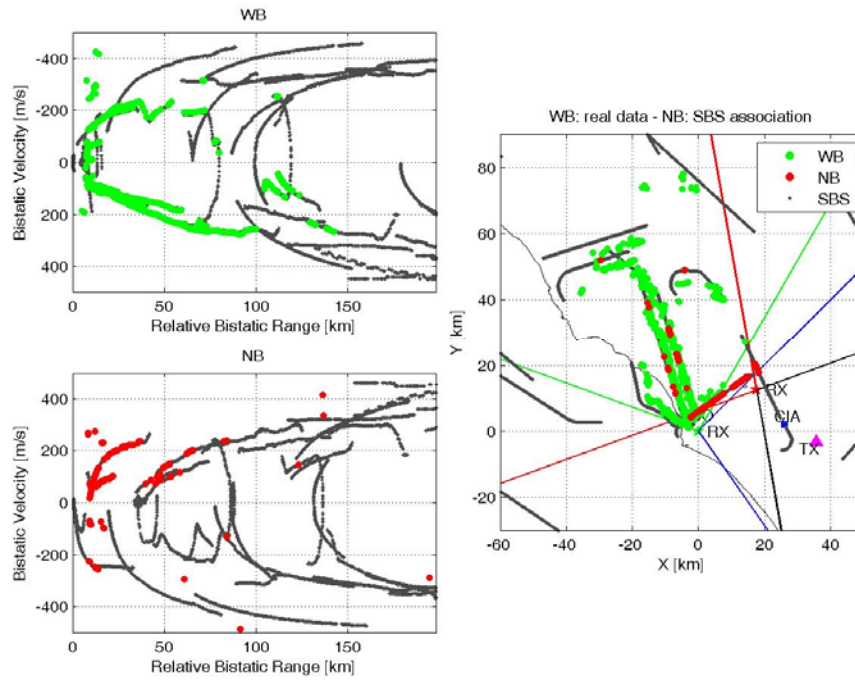 WB
-400
-200
0
200
400
Bistatic Velocity [m/s]
0 50 100 150
Relative Bistatic Range [km]
NB
-400
-200
0
200
400
Bistatic Velocity [m/s]
0 50 100 150
Relative Bistatic Range [km]
WB: real data - NB: SBS association
WB
NB
SBS
80
60
40
20
0
-20
Y [km]
RX
RX
CIA
TX
-60 -40 -20 0 20 40
X [km]